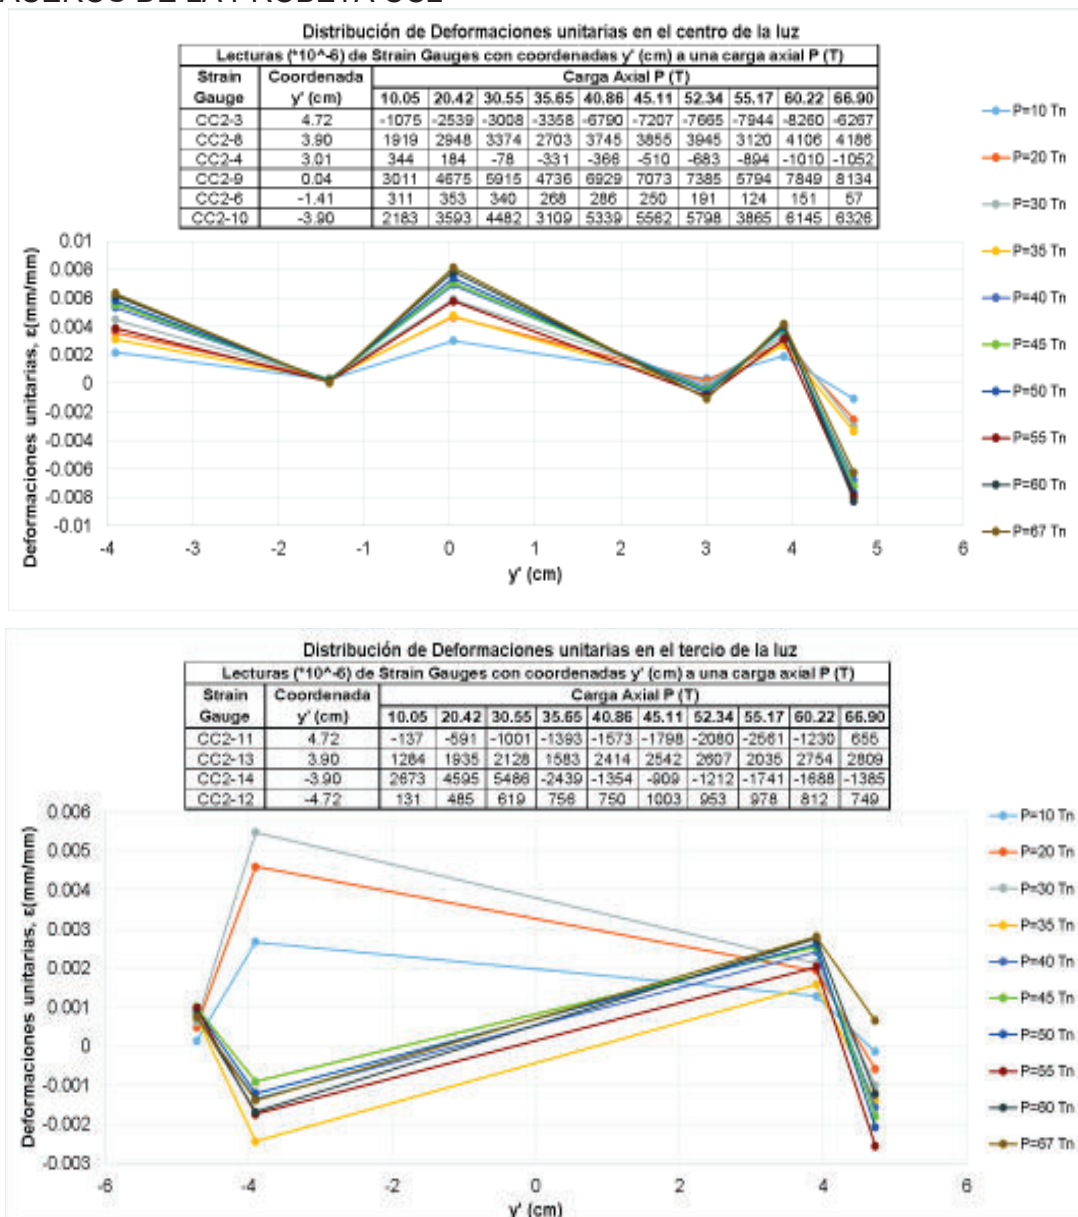 Distribución de Deformaciones unitarias en el centro de la luz
Lecturas (*10^-6) de Strain Gauges con coordenadas y' (cm) a una carga axial P (T)
Strain Gauge Coordenada y' (cm) Carga Axial P (T)
10.05 20.42 30.55 35.65 40.86 45.11 52.34 55.17 60.22 66.90
CC2-3 4.72 -1075 -2539 -3008 -3358 -6790 -7207 -7665 -7944 -8260 -6267
CC2-8 3.90 1919 2948 3374 2703 3745 3855 3945 3120 4106 4186
CC2-4 3.01 344 184 -78 -331 -366 -510 -683 -894 -1010 -1052
CC2-9 0.04 3011 4675 5915 4736 6929 7073 7385 5794 7849 8134
CC2-6 -1.41 311 353 340 268 286 250 191 124 151 57
CC2-10 -3.90 2183 3593 4482 3109 5339 5562 5798 3865 6145 6326
Deformaciones unitarias, ε(mm/mm)
0.01
0.008
0.006
0.004
0.002
0
-0.002
-0.004
-0.006
-0.008
-0.01
-4 -3 -2 -1 0 1 2 3 4 5 6
y' (cm)
P=10 Tn
P=20 Tn
P=30 Tn
P=35 Tn
P=40 Tn
P=45 Tn
P=50 Tn
P=55 Tn
P=60 Tn
P=67 Tn
Distribución de Deformaciones unitarias en el tercio de la luz
Lecturas (*10^-6) de Strain Gauges con coordenadas y' (cm) a una carga axial P (T)
Strain Gauge Coordenada y' (cm) Carga Axial P (T)
10.05 20.42 30.55 35.65 40.86 45.11 52.34 55.17 60.22 66.90
CC2-11 4.72 -137 -591 -1001 -1393 -1573 -1798 -2080 -2561 -1230 655
CC2-13 3.90 1284 1935 2128 1583 2414 2542 2607 2035 2754 2809
CC2-14 -3.90 2673 4595 5486 -2439 -1354 -909 -1212 -1741 -1688 -1385
CC2-12 -4.72 131 485 619 756 750 1003 953 978 812 749
Deformaciones unitarias, ε(mm/mm)
0.006
0.005
0.004
0.003
0.002
0.001
0
-0.001
-0.002
-0.003
-6 -4 -2 0 2 4 6
y' (cm)
P=10 Tn
P=20 Tn
P=30 Tn
P=35 Tn
P=40 Tn
P=45 Tn
P=50 Tn
P=55 Tn
P=60 Tn
P=67 Tn